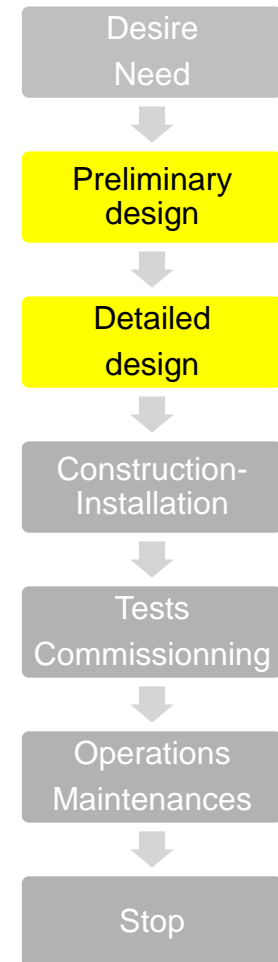 Desire
Need
Preliminary
design
Detailed
design
Construction-
Installation
Tests
Commissionning
Operations
Maintenances
Stop